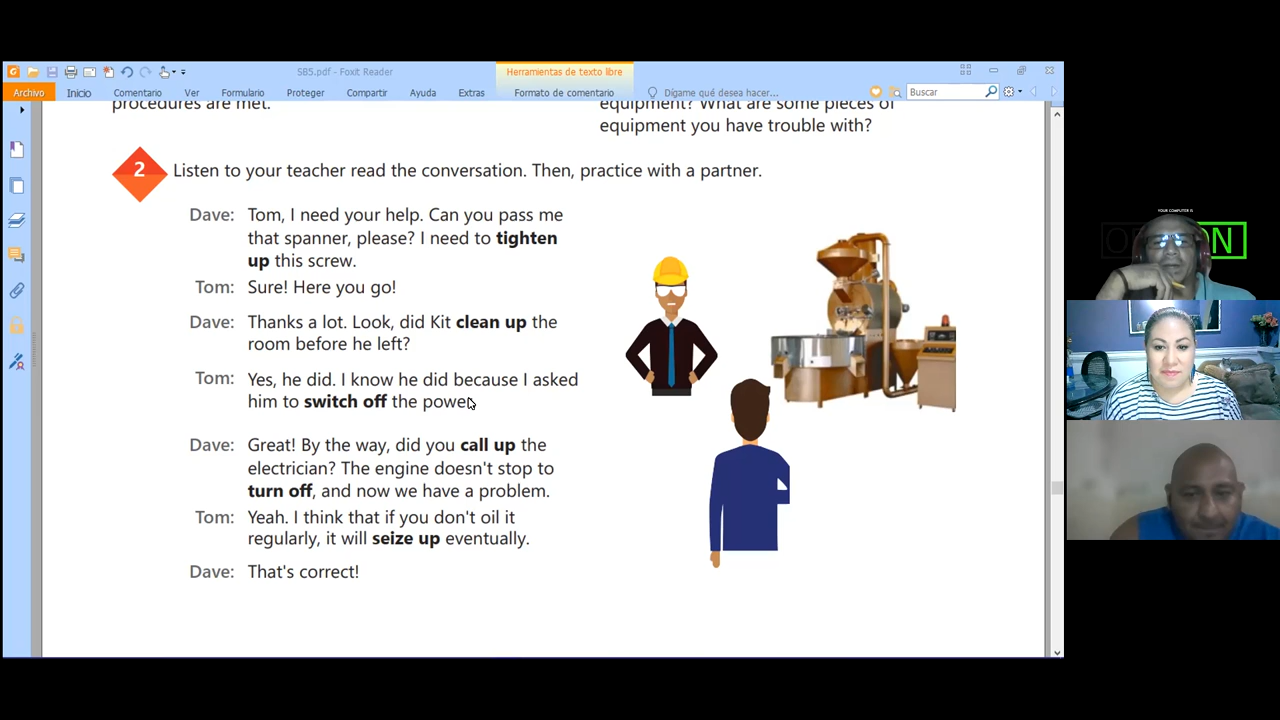 SB5.pdf - Foxit Reader
Herramientas de texto libre
Archivo
Inicio
Comentario
Ver
Formulario
Proteger
Compartir
Ayuda
Extras
Formato de comentario
Dígame qué desea hacer...
Buscar
procedures are met.
equipment? What are some pieces of
equipment you have trouble with?
2
Listen to your teacher read the conversation. Then, practice with a partner.
Dave: Tom, I need your help. Can you pass me
that spanner, please? I need to tighten
up this screw.
Tom: Sure! Here you go!
Dave: Thanks a lot. Look, did Kit clean up the
room before he left?
Tom: Yes, he did. I know he did because I asked
him to switch off the power.
Dave: Great! By the way, did you call up the
electrician? The engine doesn't stop to
turn off, and now we have a problem.
Tom: Yeah. I think that if you don't oil it
regularly, it will seize up eventually.
Dave: That's correct!
YOUR COMPUTER IS